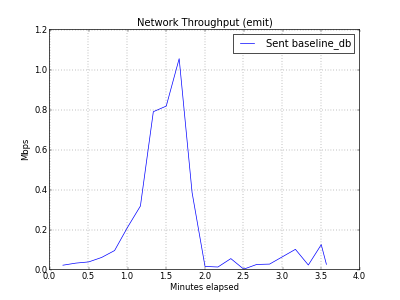 Network Throughput (emit)
Sent baseline_db
Mbps
1.2
1.0
0.8
0.6
0.4
0.2
0.0
0.0 0.5 1.0 1.5 2.0 2.5 3.0 3.5 4.0
Minutes elapsed